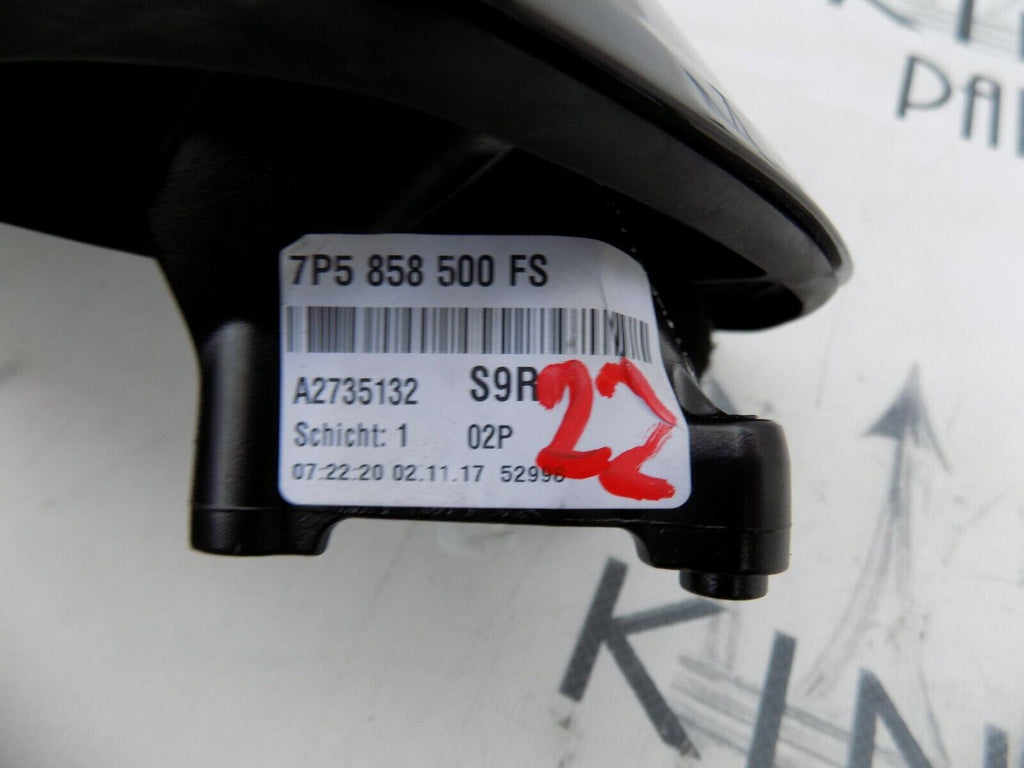 7P5 858 500 FS
A2735132 S9R
22
Schicht: 1 02P
07:22:20 02.11.17